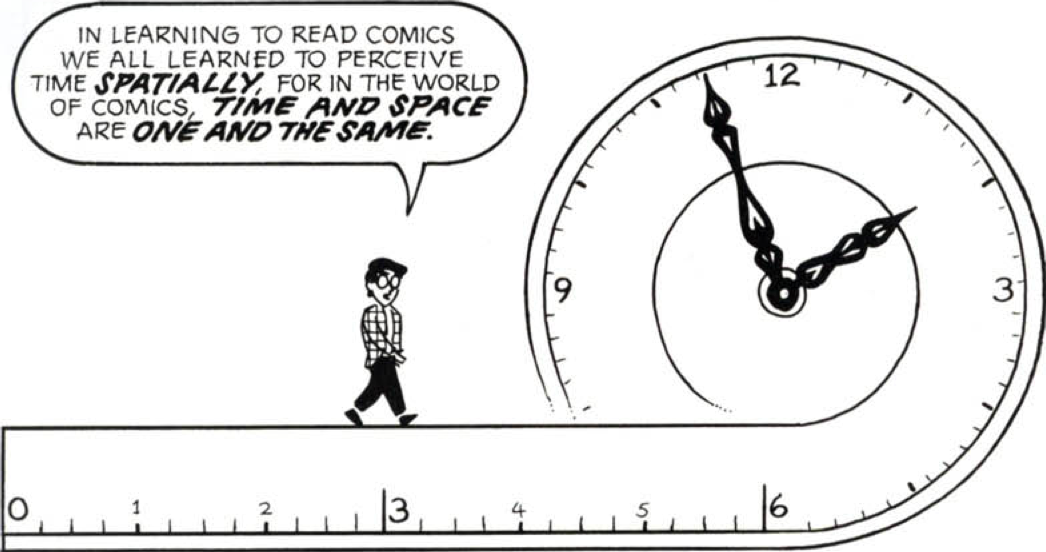 IN LEARNING TO READ COMICS
WE ALL LEARNED TO PERCEIVE
TIME SPATIALLY, FOR IN THE WORLD
OF COMICS, TIME AND SPACE
ARE ONE AND THE SAME.
12
9
3
0 1 2 3 4 5 6